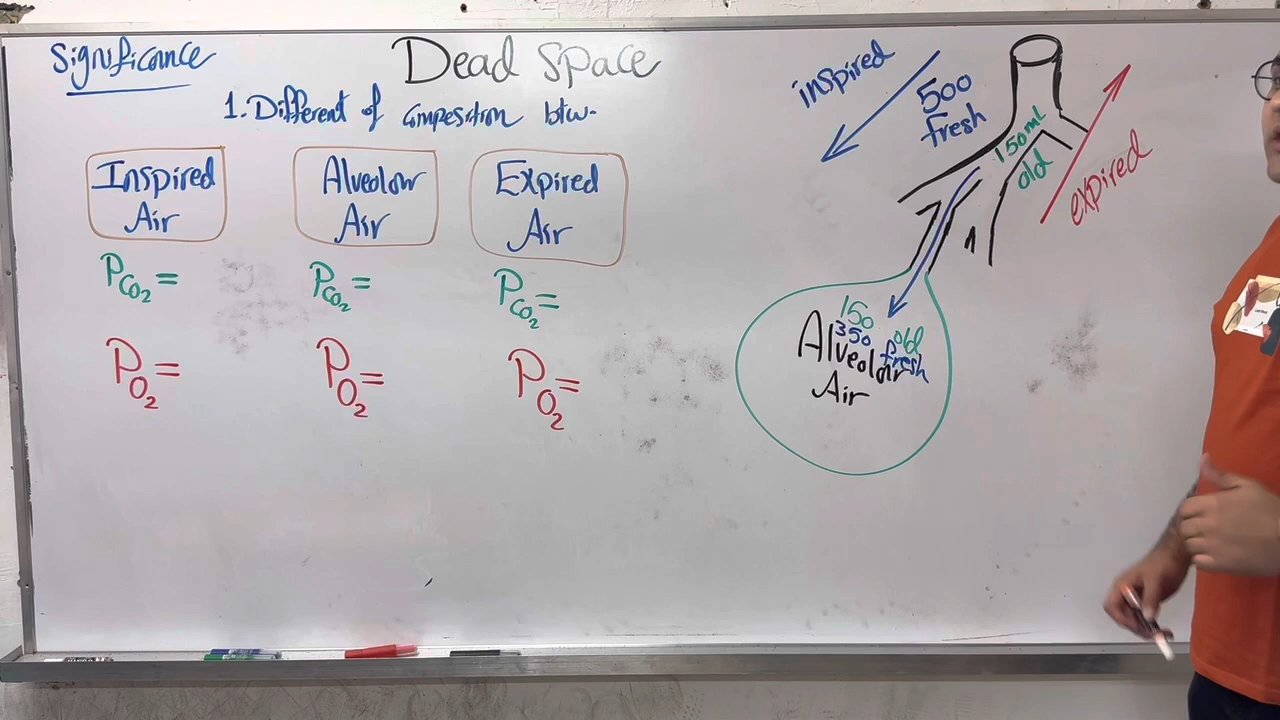 Significance
Dead Space
1. Different of composition btw.
Inspired
Air
Alveolar
Air
Expired
Air
PCO2 =
PCO2 =
PCO2 =
PO2 =
PO2 =
PO2 =
inspired
500
fresh
150ml
old
expired
150 old
350 fresh
Alveolar
Air